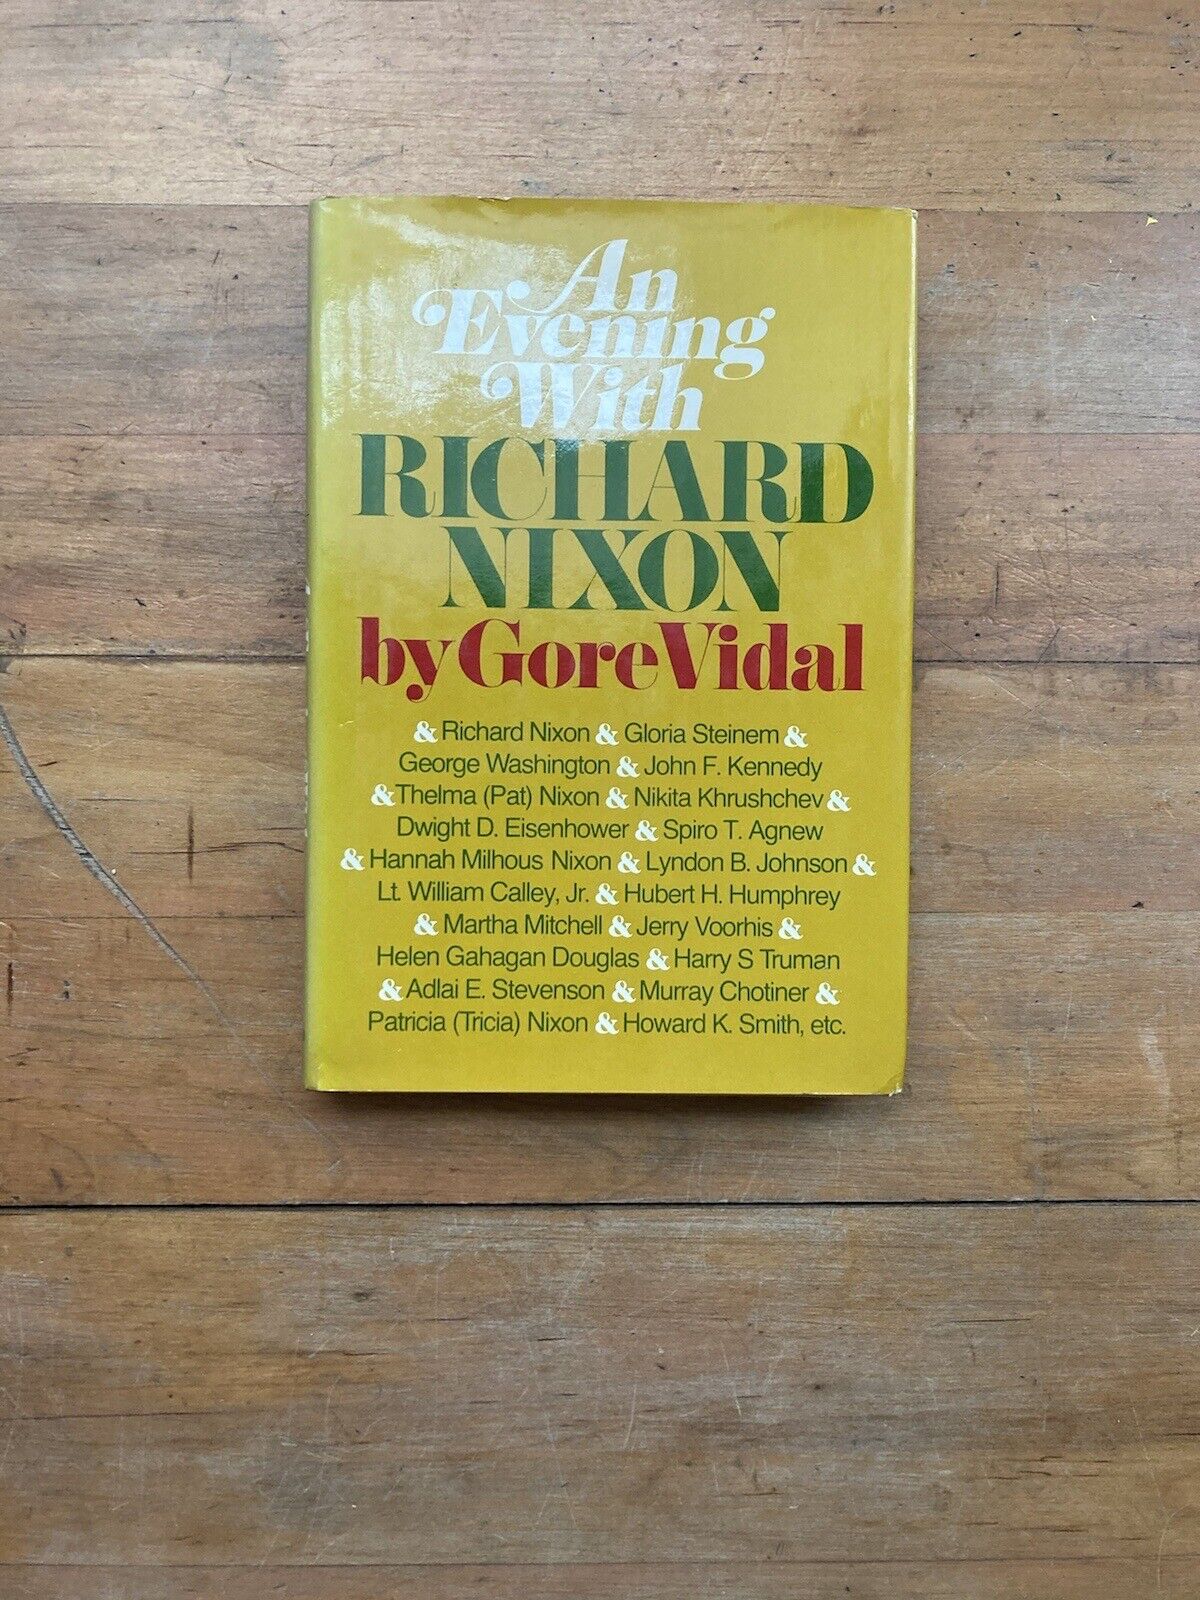 An
Evening
With
RICHARD
NIXON
by Gore Vidal
& Richard Nixon & Gloria Steinem &
George Washington & John F. Kennedy
& Thelma (Pat) Nixon & Nikita Khrushchev &
Dwight D. Eisenhower & Spiro T. Agnew
& Hannah Milhous Nixon & Lyndon B. Johnson &
Lt. William Calley, Jr. & Hubert H. Humphrey
& Martha Mitchell & Jerry Voorhis &
Helen Gahagan Douglas & Harry S Truman
& Adlai E. Stevenson & Murray Chotiner &
Patricia (Tricia) Nixon & Howard K. Smith, etc.